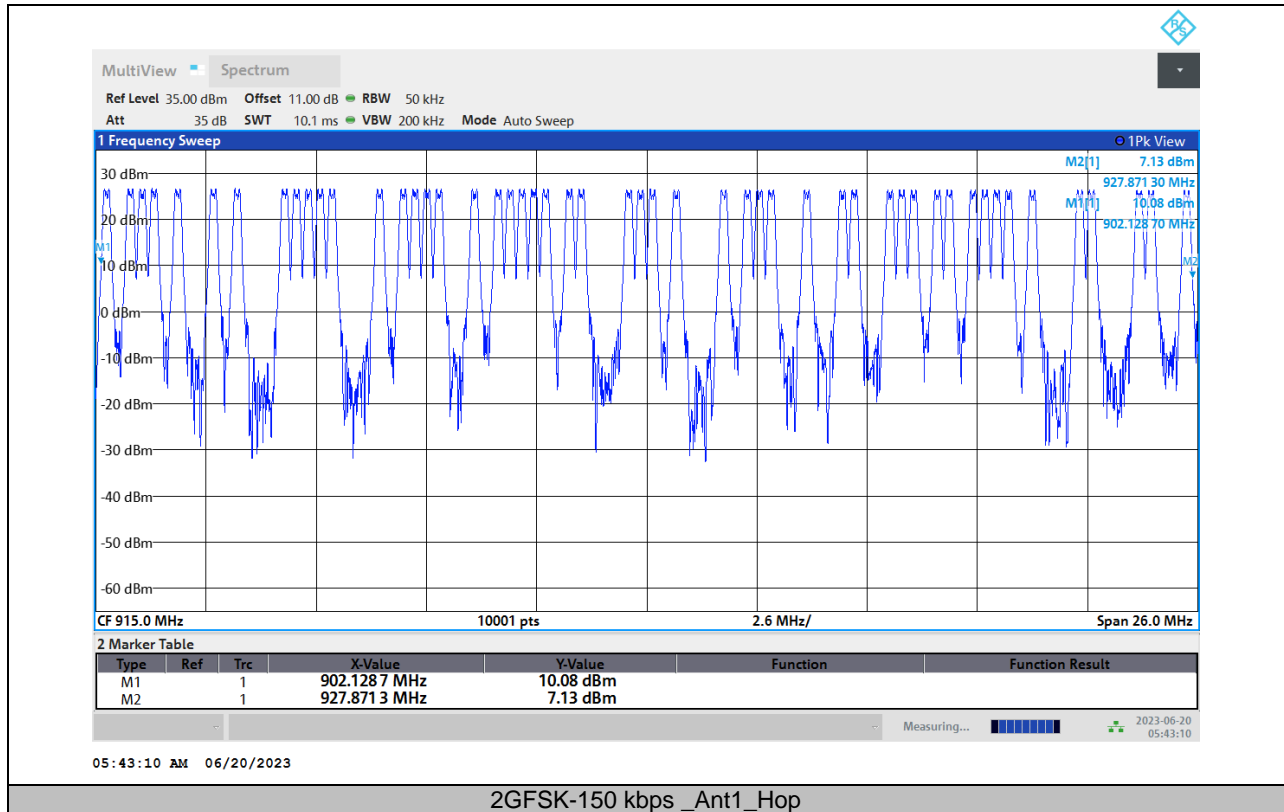 R&S
MultiView Spectrum
Ref Level 35.00 dBm Offset 11.00 dB RBW 50 kHz
Att 35 dB SWT 10.1 ms VBW 200 kHz Mode Auto Sweep
1 Frequency Sweep 1Pk View
M2[1] 7.13 dBm
927.871 30 MHz
M1[1] 10.08 dBm
902.128 70 MHz
30 dBm
20 dBm
M1
M2
10 dBm
0 dBm
-10 dBm
-20 dBm
-30 dBm
-40 dBm
-50 dBm
-60 dBm
CF 915.0 MHz 10001 pts 2.6 MHz/ Span 26.0 MHz
2 Marker Table
Type Ref Trc X-Value Y-Value Function Function Result
M1 1 902.1287 MHz 10.08 dBm
M2 1 927.8713 MHz 7.13 dBm
Measuring... 2023-06-20
05:43:10
05:43:10 AM 06/20/2023
2GFSK-150 kbps _Ant1_Hop